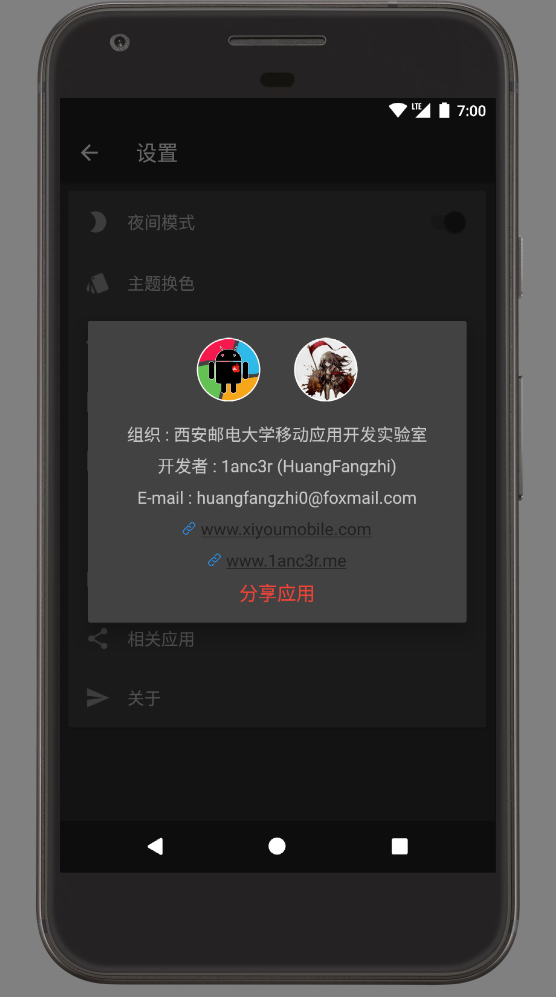 LTE 7:00
设置
夜间模式
主题换色
组织 : 西安邮电大学移动应用开发实验室
开发者 : 1anc3r (HuangFangzhi)
E-mail : huangfangzhi0@foxmail.com
www.xiyoumobile.com
www.1anc3r.me
分享应用
相关应用
关于